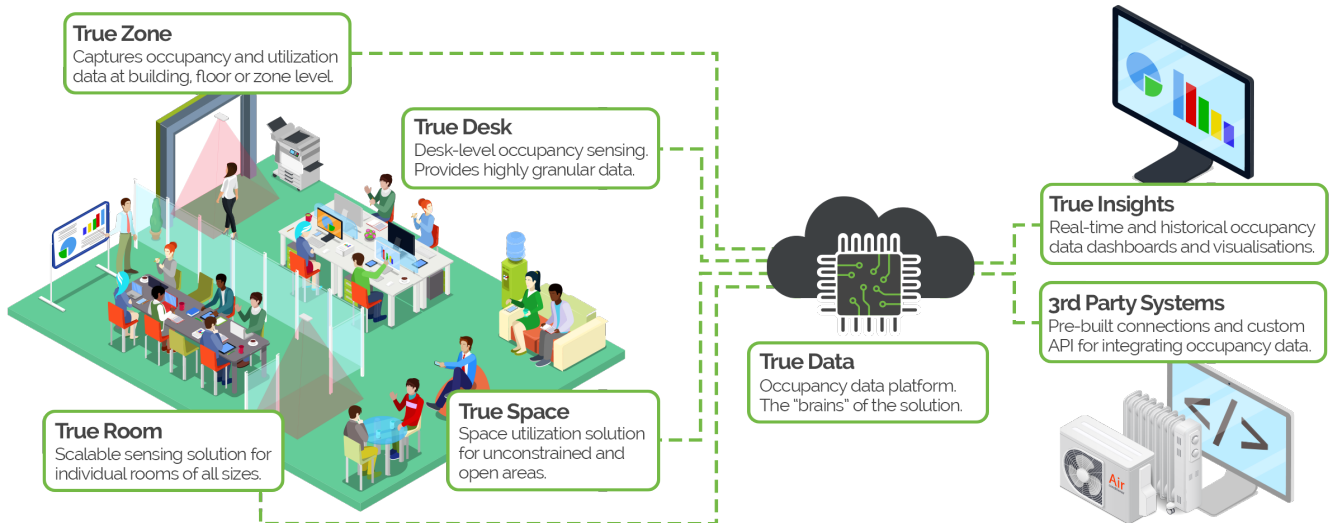 True Zone
Captures occupancy and utilization
data at building, floor or zone level.
True Desk
Desk-level occupancy sensing.
Provides highly granular data.
True Room
Scalable sensing solution for
individual rooms of all sizes.
True Space
Space utilization solution
for unconstrained and
open areas.
True Data
Occupancy data platform.
The “brains” of the solution.
True Insights
Real-time and historical occupancy
data dashboards and visualisations.
3rd Party Systems
Pre-built connections and custom
API for integrating occupancy data.
</>
Air